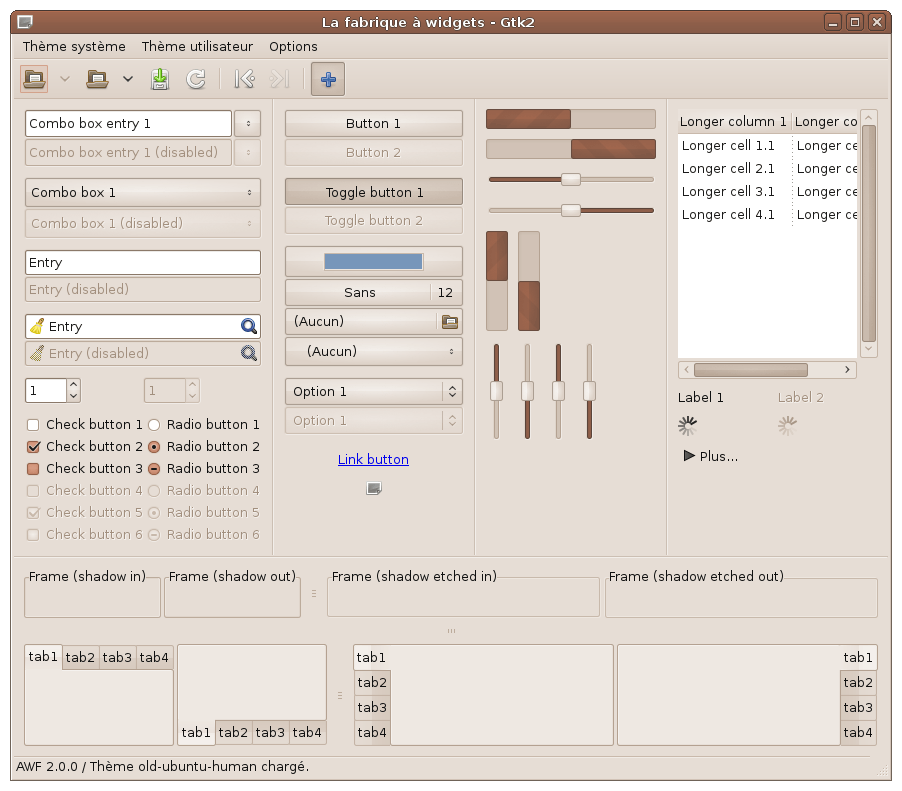 La fabrique à widgets - Gtk2
Thème système Thème utilisateur Options
Combo box entry 1
Combo box entry 1 (disabled)
Combo box 1
Combo box 1 (disabled)
Entry
Entry (disabled)
Entry
Entry (disabled)
1 1
Check button 1 Radio button 1
Check button 2 Radio button 2
Check button 3 Radio button 3
Check button 4 Radio button 4
Check button 5 Radio button 5
Check button 6 Radio button 6
Button 1
Button 2
Toggle button 1
Toggle button 2
Sans 12
(Aucun)
(Aucun)
Option 1
Option 1
Link button
Longer column 1 Longer co
Longer cell 1.1 Longer ce
Longer cell 2.1 Longer ce
Longer cell 3.1 Longer ce
Longer cell 4.1 Longer ce
Label 1 Label 2
Plus...
Frame (shadow in) Frame (shadow out) Frame (shadow etched in) Frame (shadow etched out)
tab1 tab2 tab3 tab4
tab1 tab2 tab3 tab4
tab1
tab2
tab3
tab4
tab1
tab2
tab3
tab4
AWF 2.0.0 / Thème old-ubuntu-human chargé.